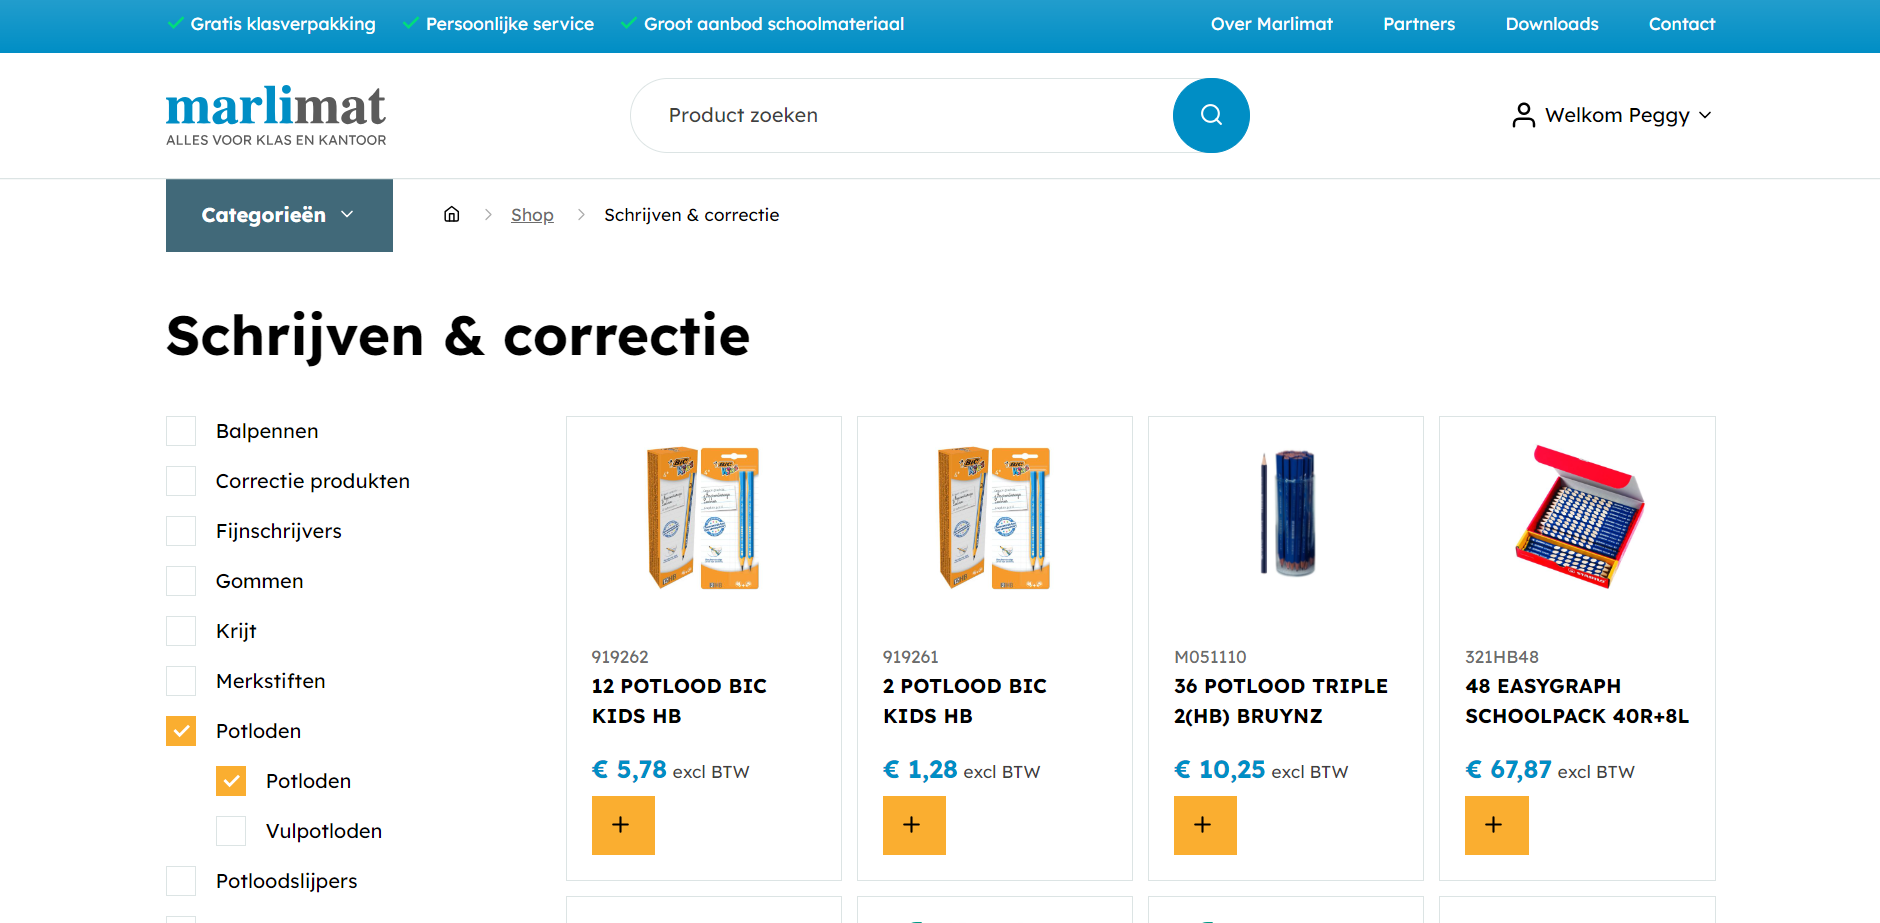 Gratis klasverpakking
Persoonlijke service
Groot aanbod schoolmateriaal
Over Marlimat
Partners
Downloads
Contact
marlimat
ALLES VOOR KLAS EN KANTOOR
Product zoeken
Welkom Peggy
Categorieën
Shop
Schrijven & correctie
Schrijven & correctie
Balpennen
Correctie produkten
Fijnschrijvers
Gommen
Krijt
Merkstiften
Potloden
Potloden
Vulpotloden
Potloodslijpers
919262
12 POTLOOD BIC
KIDS HB
€ 5,78 excl BTW
+
919261
2 POTLOOD BIC
KIDS HB
€ 1,28 excl BTW
+
M051110
36 POTLOOD TRIPLE
2(HB) BRUYNZ
€ 10,25 excl BTW
+
321HB48
48 EASYGRAPH
SCHOOLPACK 40R+8L
€ 67,87 excl BTW
+